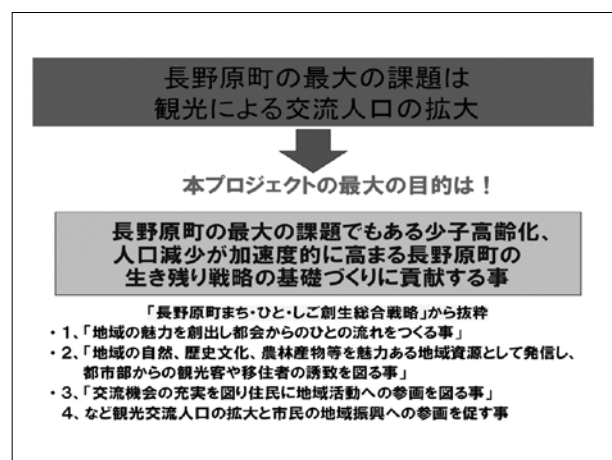 長野原町の最大の課題は
観光による交流人口の拡大
本プロジェクトの最大の目的は！
長野原町の最大の課題でもある少子高齢化、
人口減少が加速度的に高まる長野原町の
生き残り戦略の基礎づくりに貢献する事
「長野原町まち・ひと・しご創生総合戦略」から抜粋
・1、「地域の魅力を創出し都会からのひとの流れをつくる事」
・2、「地域の自然、歴史文化、農林産物等を魅力ある地域資源として発信し、
都市部からの観光客や移住者の誘致を図る事」
・3、「交流機会の充実を図り住民に地域活動への参画を図る事」
4、など観光交流人口の拡大と市民の地域振興への参画を促す事